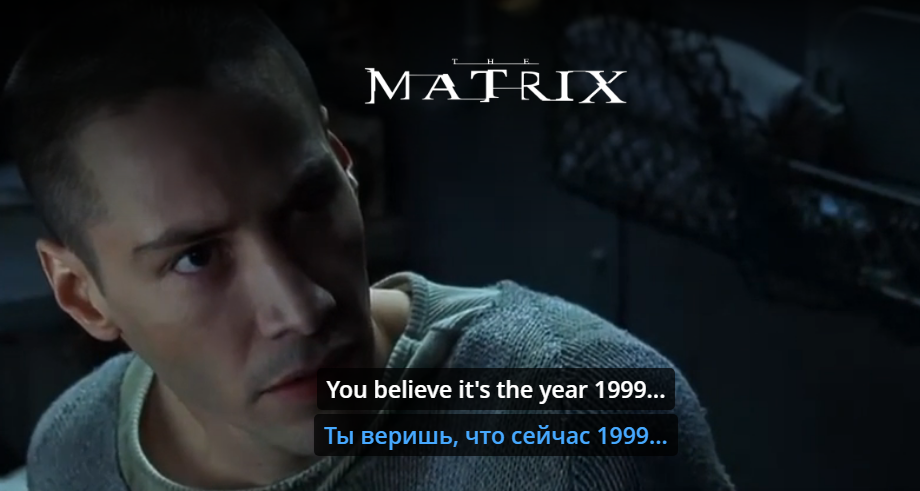 THE
MATRIX
You believe it's the year 1999...
Ты веришь, что сейчас 1999...